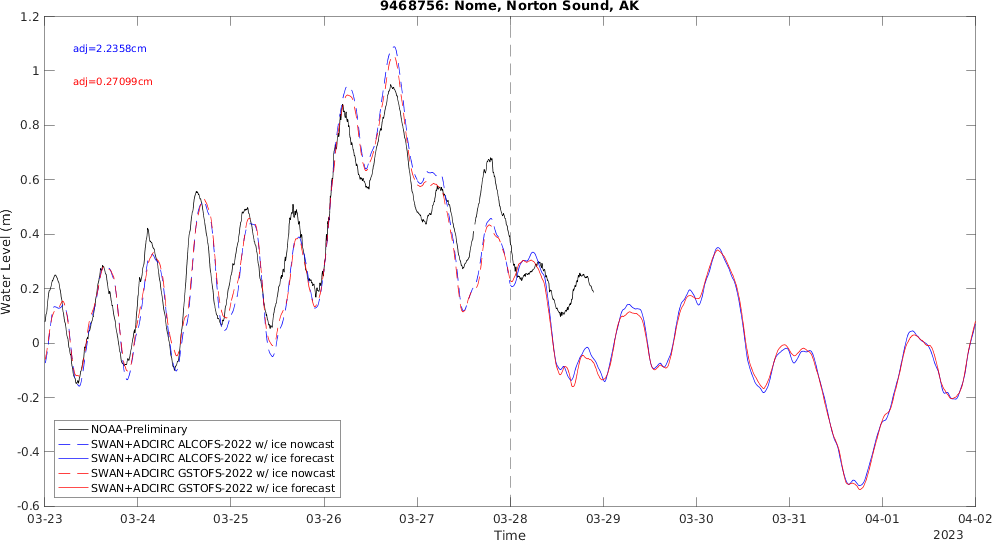 9468756: Nome, Norton Sound, AK
adj=2.2358cm
adj=0.27099cm
Water Level (m)
1.2
1
0.8
0.6
0.4
0.2
0
-0.2
-0.4
-0.6
NOAA-Preliminary
SWAN+ADCIRC ALCOFS-2022 w/ ice nowcast
SWAN+ADCIRC ALCOFS-2022 w/ ice forecast
SWAN+ADCIRC GSTOFS-2022 w/ ice nowcast
SWAN+ADCIRC GSTOFS-2022 w/ ice forecast
03-23 03-24 03-25 03-26 03-27 03-28 03-29 03-30 03-31 04-01 04-02
Time
2023